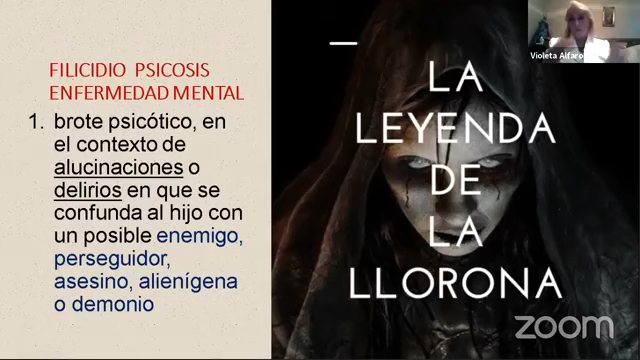 FILICIDIO PSICOSIS
ENFERMEDAD MENTAL
1. brote psicótico, en
el contexto de
alucinaciones o
delirios en que se
confunda al hijo con
un posible enemigo,
perseguidor,
asesino, alienígena
o demonio
LA
LEYENDA
DE
LA
LLORONA
Violeta Alfaro
zoom